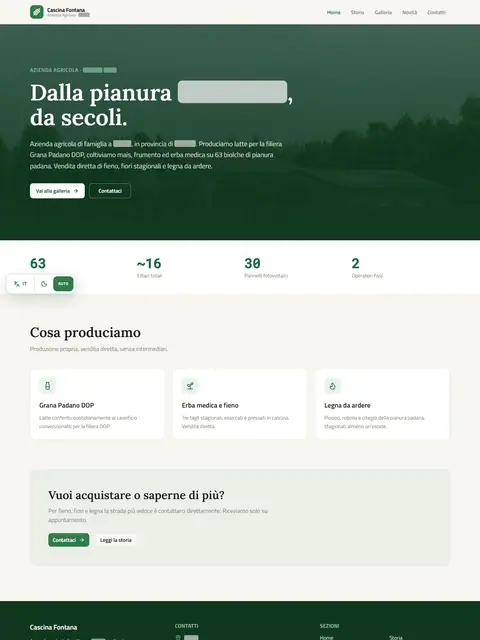 Cascina Fontana
Azienda Agricola
Home
Storia
Galleria
Novità
Contatti
AZIENDA AGRICOLA ·
Dalla pianura ,
da secoli.
Azienda agricola di famiglia a , in provincia di . Produciamo latte per la filiera
Grana Padano DOP, coltiviamo mais, frumento ed erba medica su 63 biolche di pianura
padana. Vendita diretta di fieno, fiori stagionali e legna da ardere.
Vai alla galleria →
Contattaci
63
~16
30
2
Ettari totali
Pannelli fotovoltaici
Operatori fissi
IT
AUTO
Cosa produciamo
Produzione propria, vendita diretta, senza intermediari.
Grana Padano DOP
Latte conferito quotidianamente al caseificio
convenzionato per la filiera DOP.
Erba medica e fieno
Tre tagli stagionali, essiccati e pressati in cascina.
Vendita diretta.
Legna da ardere
Pioppo, robinia e ciliegio della pianura padana,
stagionati almeno un'estate.
Vuoi acquistare o saperne di più?
Per fieno, fiori e legna la strada più veloce è contattarci direttamente. Riceviamo solo su
appuntamento.
Contattaci →
Leggi la storia
Cascina Fontana
CONTATTI
SEZIONI
Home
Storia